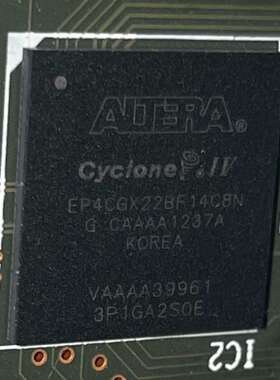 ALTERA®
Cyclone® IV
EP4CGX22BF14C8N
G CAAAA1237A
KOREA
VAAAA39961
3P1GA2S0E
IC2